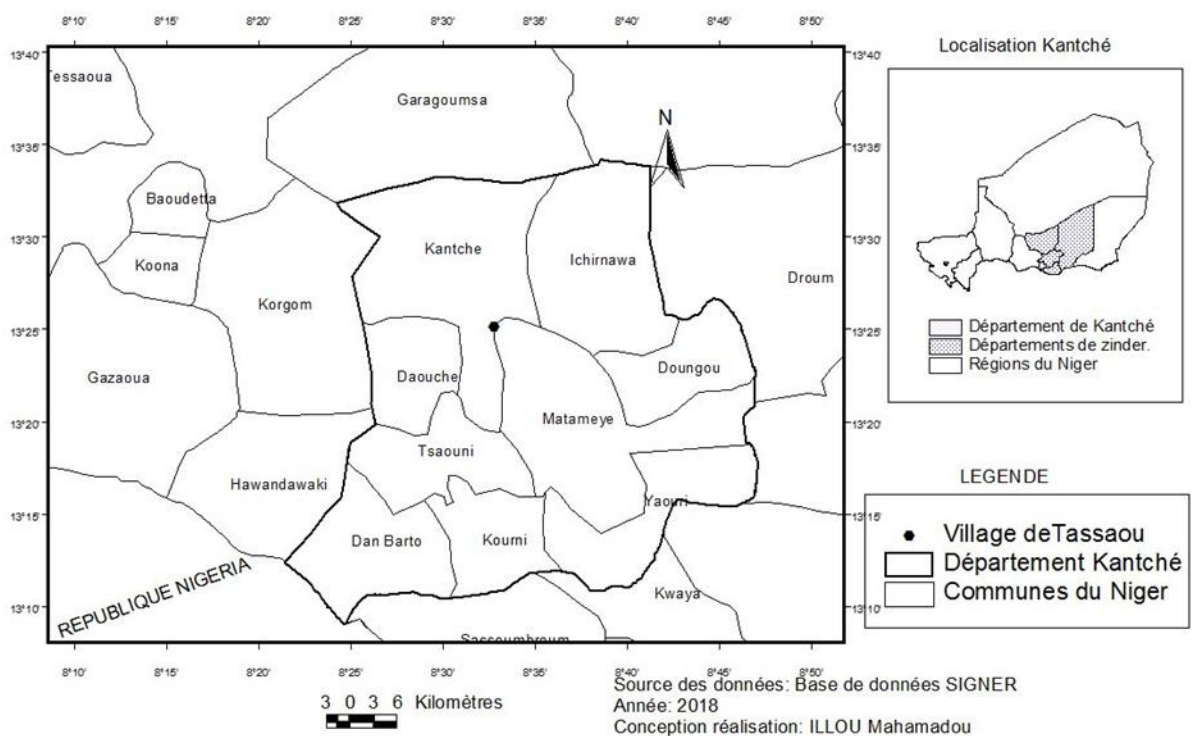 8°10' 8°15' 8°20' 8°25' 8°30' 8°35' 8°40' 8°45' 8°50'
13°40' 13°40'
essaoua
Garagoumsa
N
13°35' 13°35'
Baoudetta
13°30' 13°30'
Kantche
Ichirnawa
Koona
Korgom
Droum
13°25' 13°25'
Gazaoua
Daouche
Doungou
Matameye
13°20' 13°20'
Tsaouni
Hawandawaki
Yaouri
13°15' 13°15'
Dan Barto
Kourni
REPUBLIQUE NIGERIA
Kwaya
13°10' 13°10'
Sassoumbroum
8°10' 8°15' 8°20' 8°25' 8°30' 8°35' 8°40' 8°45' 8°50'
3 0 3 6 Kilomètres
Localisation Kantché
Département de Kantché
Départements de zinder.
Régions du Niger
LEGENDE
Village deTassaou
Département Kantché
Communes du Niger
Source des données: Base de données SIGNER
Année: 2018
Conception réalisation: ILLOU Mahamadou